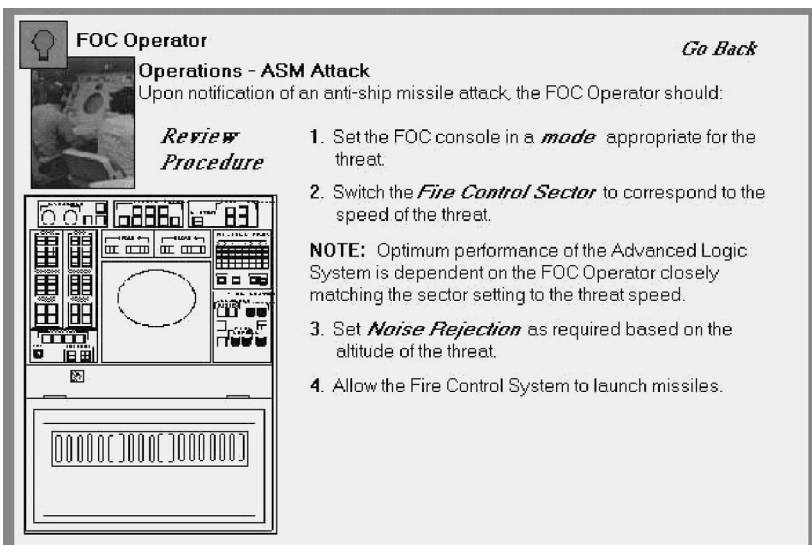 FOC Operator
Go Back
Operations - ASM Attack
Upon notification of an anti-ship missile attack, the FOC Operator should:
Review
Procedure
1. Set the FOC console in a mode appropriate for the
threat.
2. Switch the Fire Control Sector to correspond to the
speed of the threat.
NOTE: Optimum performance of the Advanced Logic
System is dependent on the FOC Operator closely
matching the sector setting to the threat speed.
3. Set Noise Rejection as required based on the
altitude of the threat.
4. Allow the Fire Control System to launch missiles.